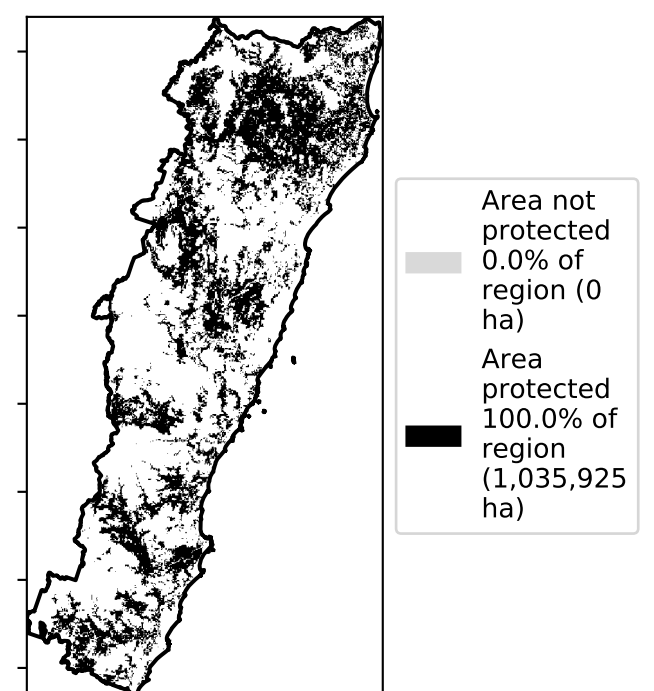 Area not
protected
0.0% of
region (0
ha)
Area
protected
100.0% of
region
(1,035,925
ha)